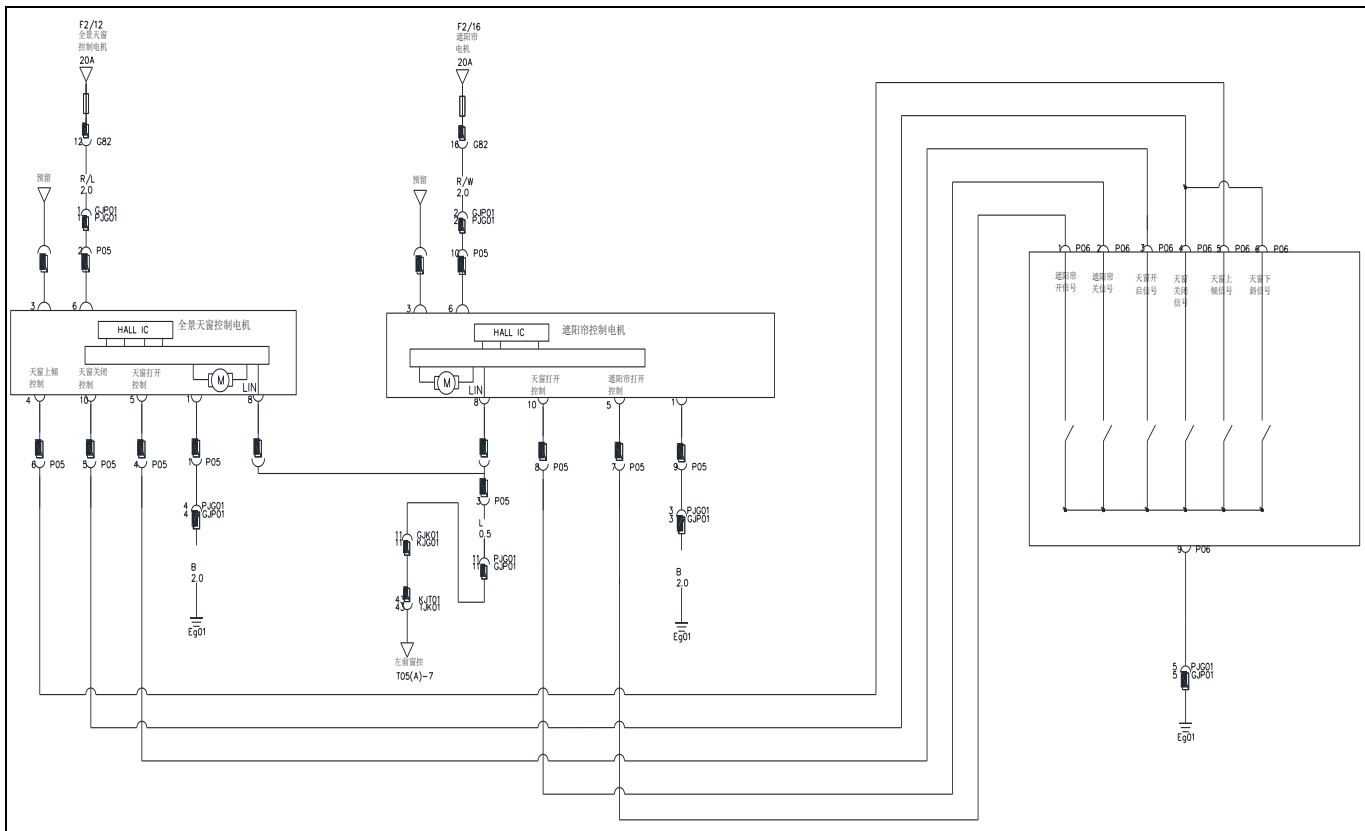 F2/12
全景天窗
控制电机
20A
12 G82
R/L
2.0
预留
1 GJP01
1 PJG01
2 P05
3
6
F2/16
遮阳帘
电机
20A
16 G82
R/W
2.0
预留
2 GJP01
2 PJG01
10 P05
3
6
HALL IC
全景天窗控制电机
M
LIN
天窗上倾
控制
天窗关闭
控制
天窗打开
控制
4
10
5
1
8
6 P05
5 P05
4 P05
1 P05
4 PJG01
4 GJP01
B
2.0
Eg01
HALL IC
遮阳帘控制电机
M
LIN
天窗打开
控制
遮阳帘打开
控制
8
10
5
1
8 P05
7 P05
9 P05
3 P05
L
0.5
11 PJG01
11 GJP01
11 GJK01
11 KJG01
43 KJT01
43 TJK01
左前窗控
T05(A)-7
3 PJG01
3 GJP01
B
2.0
Eg01
1 P06
2 P06
3 P06
4 P06
5 P06
6 P06
遮阳帘
开信号
遮阳帘
关信号
天窗开
启信号
天窗
关闭
信号
天窗上
倾信号
天窗下
斜信号
9 P06
5 PJG01
5 GJP01
Eg01